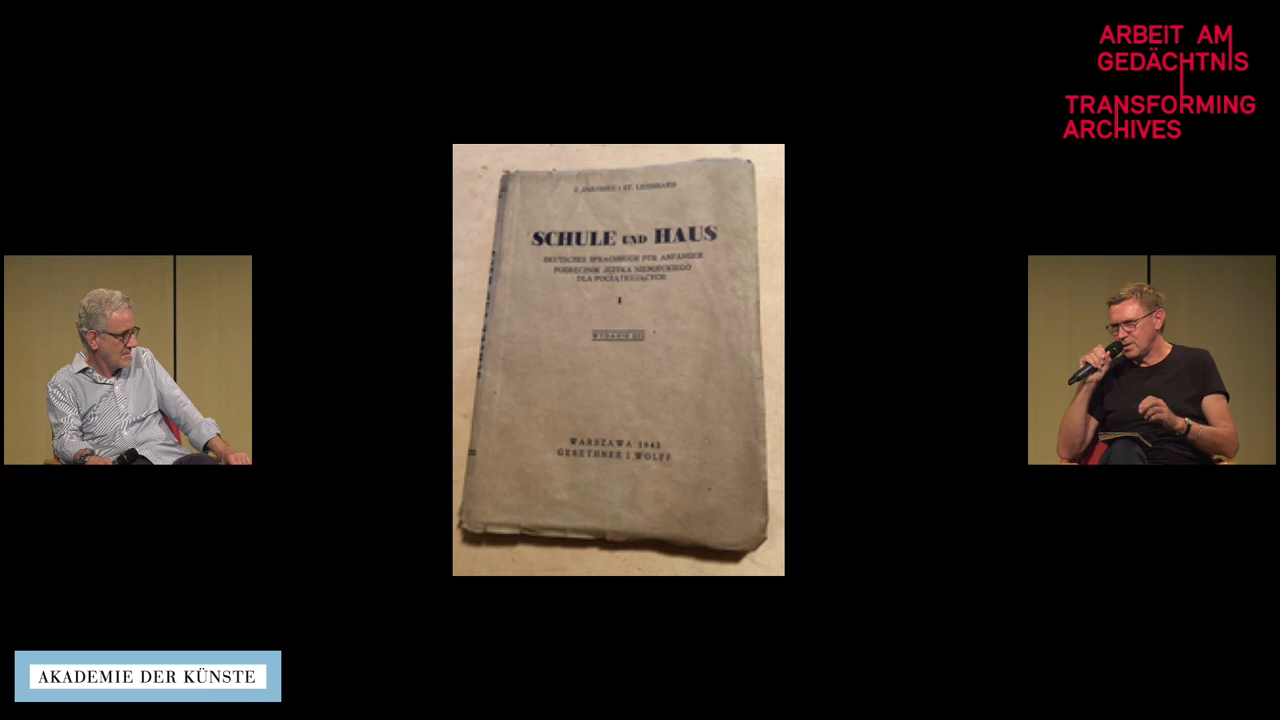 ARBEIT AM
GEDÄCHTNIS
TRANSFORMING
ARCHIVES
SCHULE UND HAUS
DEUTSCHES SPRACHBUCH FÜR ANFÄNGER
PODRĘCZNIK JĘZYKA NIEMIECKIEGO
DLA POCZĄTKUJĄCYCH
I
WARSZAWA 1943
GEBETHNER I WOLFF
AKADEMIE DER KÜNSTE